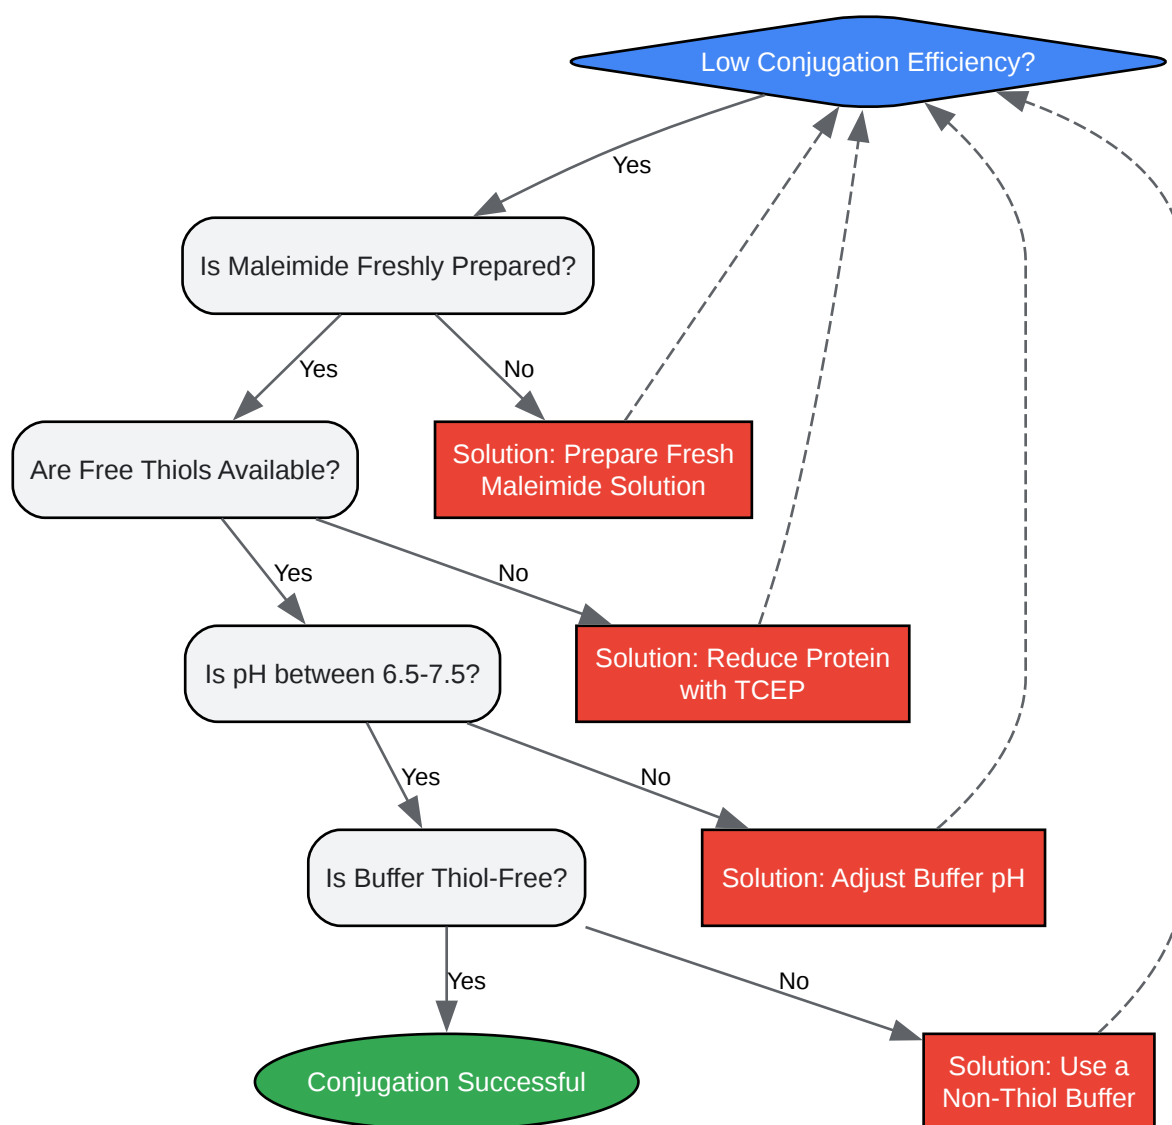 Low Conjugation Efficiency?
Yes
Is Maleimide Freshly Prepared?
Yes
No
Are Free Thiols Available?
Solution: Prepare Fresh
Maleimide Solution
Yes
No
Is pH between 6.5-7.5?
Solution: Reduce Protein
with TCEP
Yes
No
Is Buffer Thiol-Free?
Solution: Adjust Buffer pH
Yes
No
Conjugation Successful
Solution: Use a
Non-Thiol Buffer